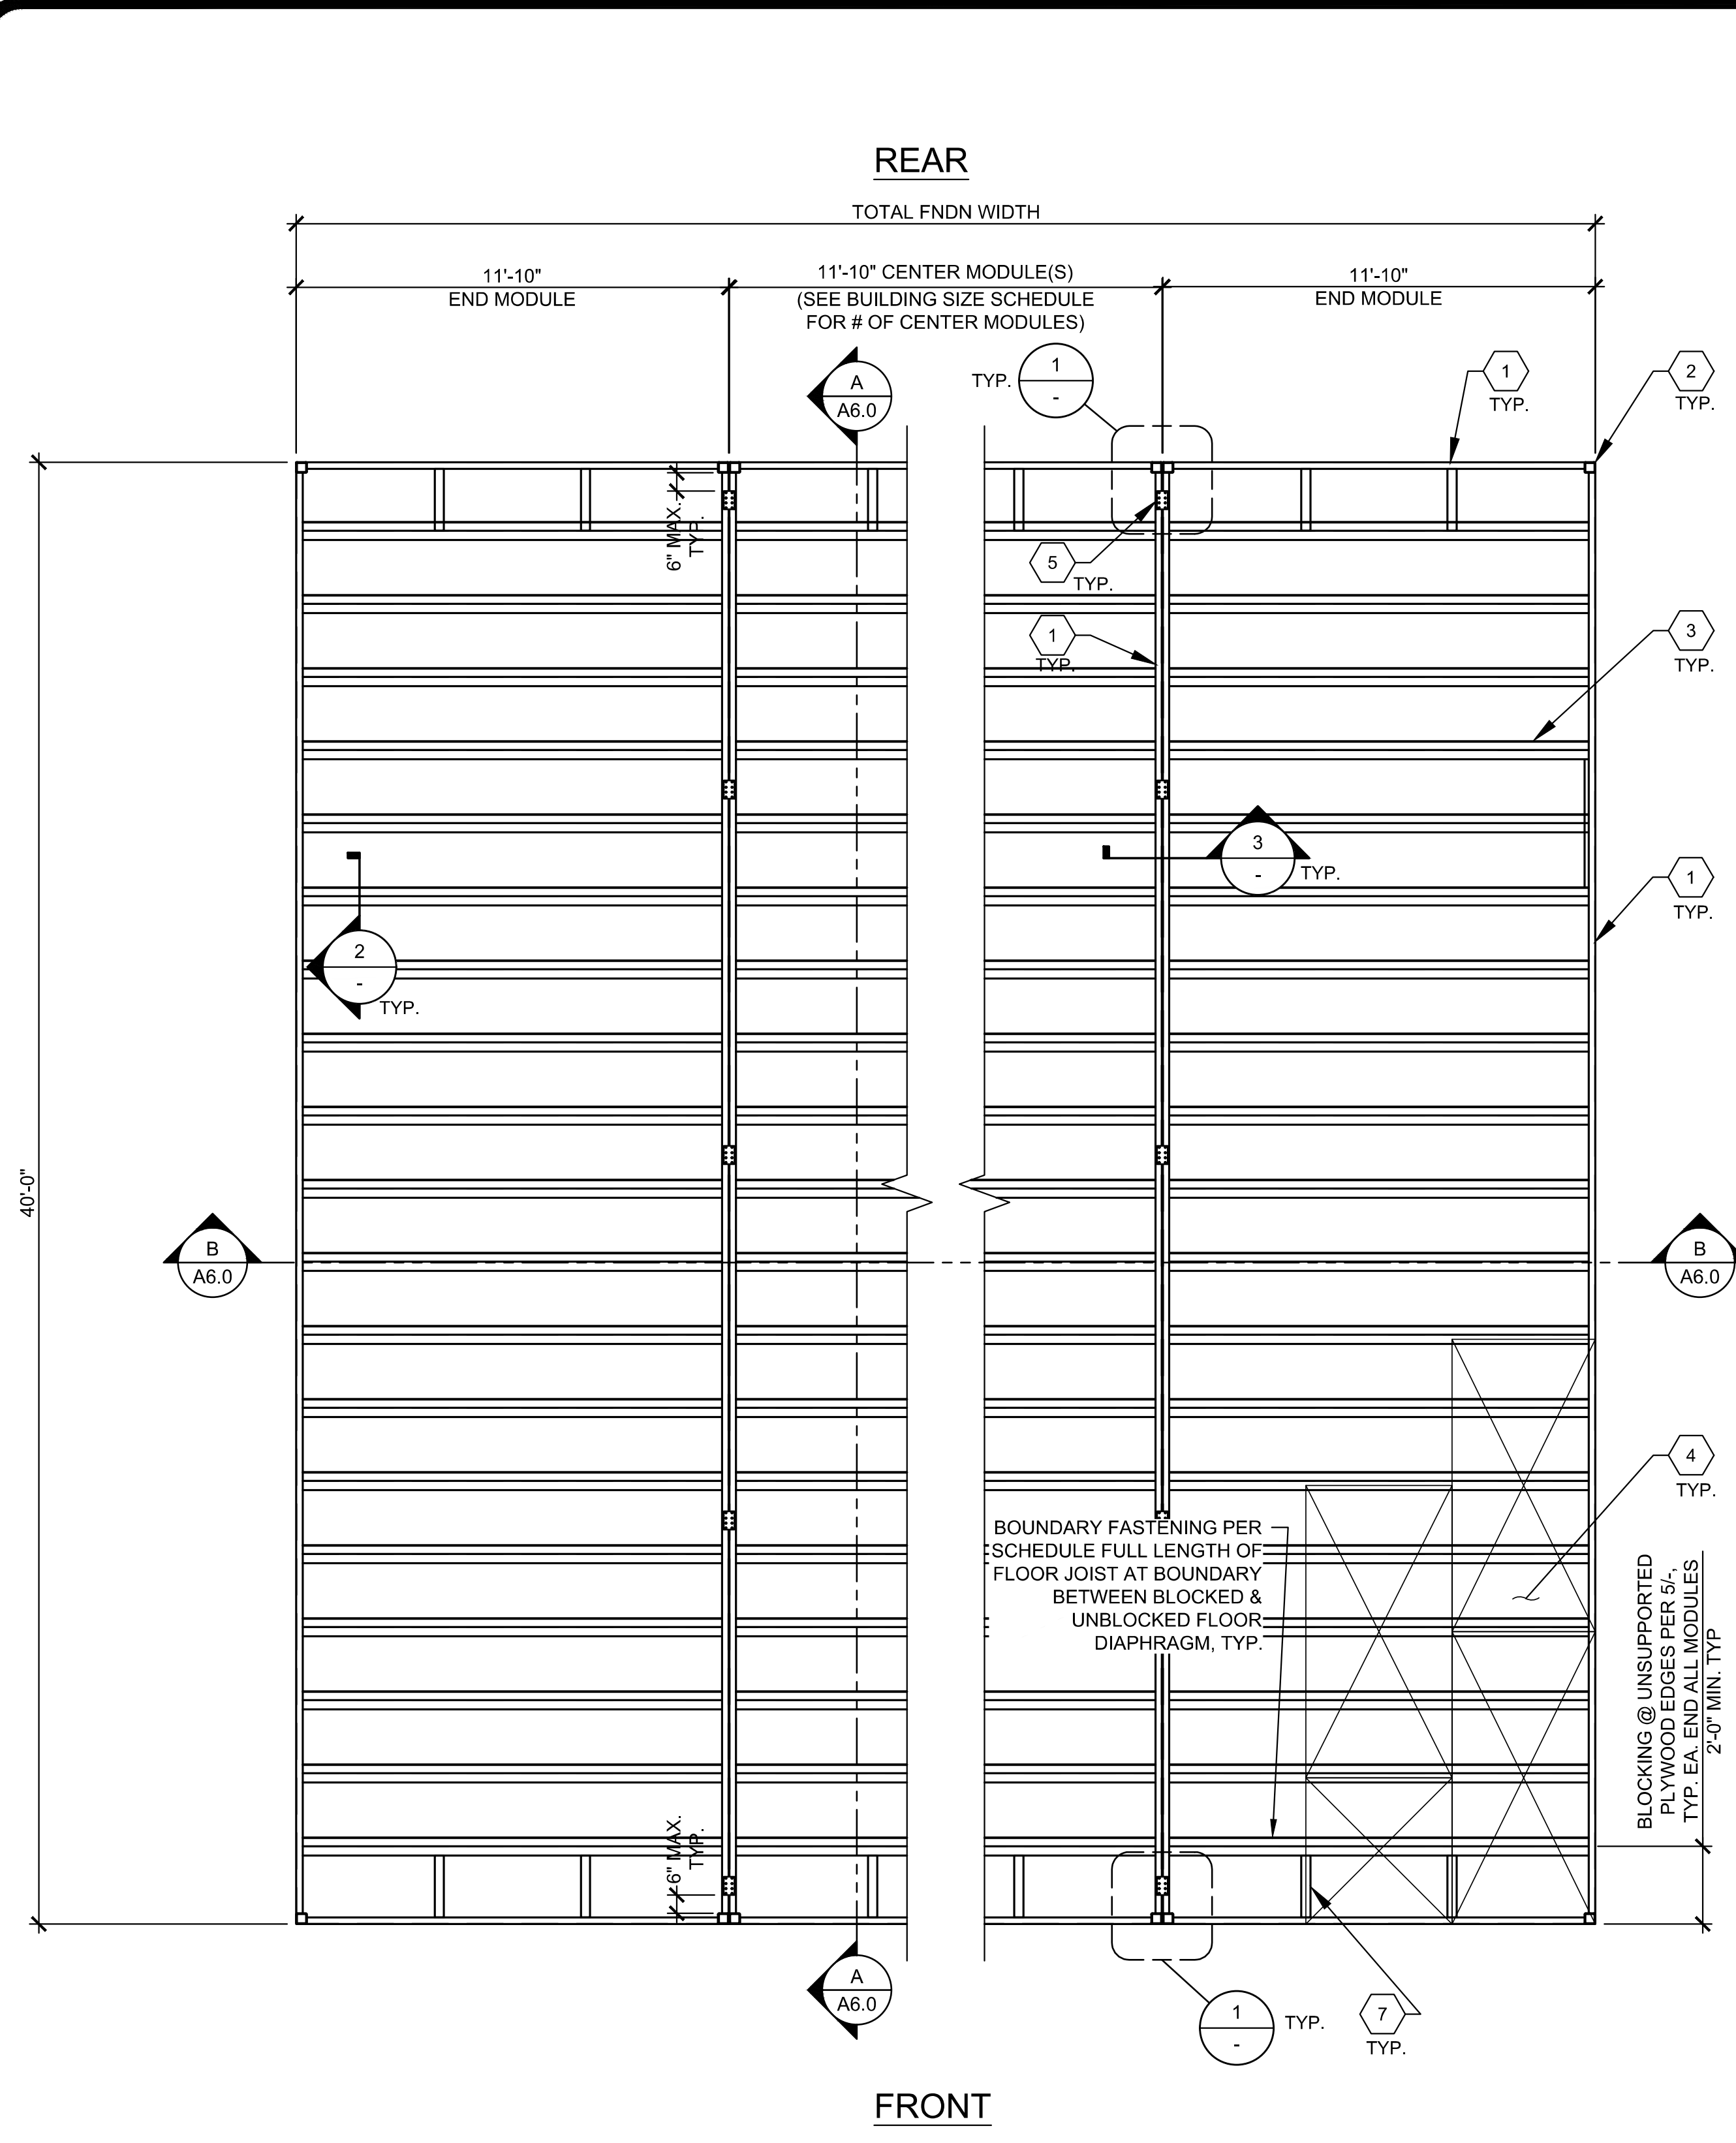 REAR
TOTAL FNDN WIDTH
11'-10"
END MODULE
11'-10" CENTER MODULE(S)
(SEE BUILDING SIZE SCHEDULE
FOR # OF CENTER MODULES)
11'-10"
END MODULE
A
A6.0
TYP.
1
-
1
TYP.
2
TYP.
6" MAX.
TYP.
5
TYP.
1
TYP.
3
TYP.
3
-
TYP.
1
TYP.
2
-
TYP.
40'-0"
B
A6.0
B
A6.0
4
TYP.
BOUNDARY FASTENING PER
SCHEDULE FULL LENGTH OF
FLOOR JOIST AT BOUNDARY
BETWEEN BLOCKED &
UNBLOCKED FLOOR
DIAPHRAGM, TYP.
BLOCKING @ UNSUPPORTED
PLYWOOD EDGES PER 5/-,
TYP. EA. END ALL MODULES
2'-0" MIN. TYP
6" MAX.
TYP.
A
A6.0
1
-
TYP.
7
TYP.
FRONT